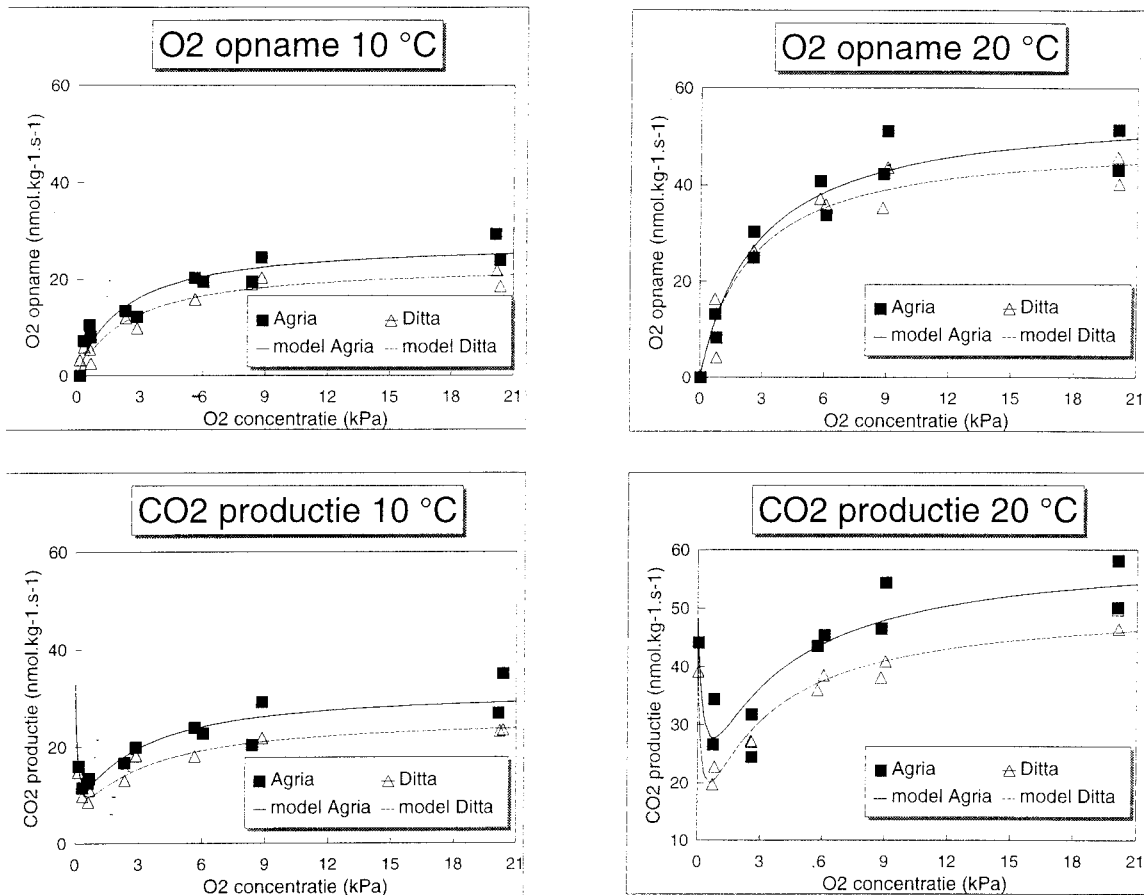 O2 opname 10 °C
O2 opname (nmol.kg-1.s-1)
60
40
20
0
Agria
Ditta
model Agria
model Ditta
0 3 6 9 12 15 18 21
O2 concentratie (kPa)
O2 opname 20 °C
O2 opname (nmol.kg-1.s-1)
60
40
20
0
Agria
Ditta
model Agria
model Ditta
0 3 6 9 12 15 18 21
O2 concentratie (kPa)
CO2 productie 10 °C
CO2 productie (nmol.kg-1.s-1)
60
40
20
0
Agria
Ditta
model Agria
model Ditta
0 3 6 9 12 15 18 21
O2 concentratie (kPa)
CO2 productie 20 °C
CO2 productie (nmol.kg-1.s-1)
60
50
40
30
20
10
Agria
Ditta
model Agria
model Ditta
0 3 6 9 12 15 18 21
O2 concentratie (kPa)